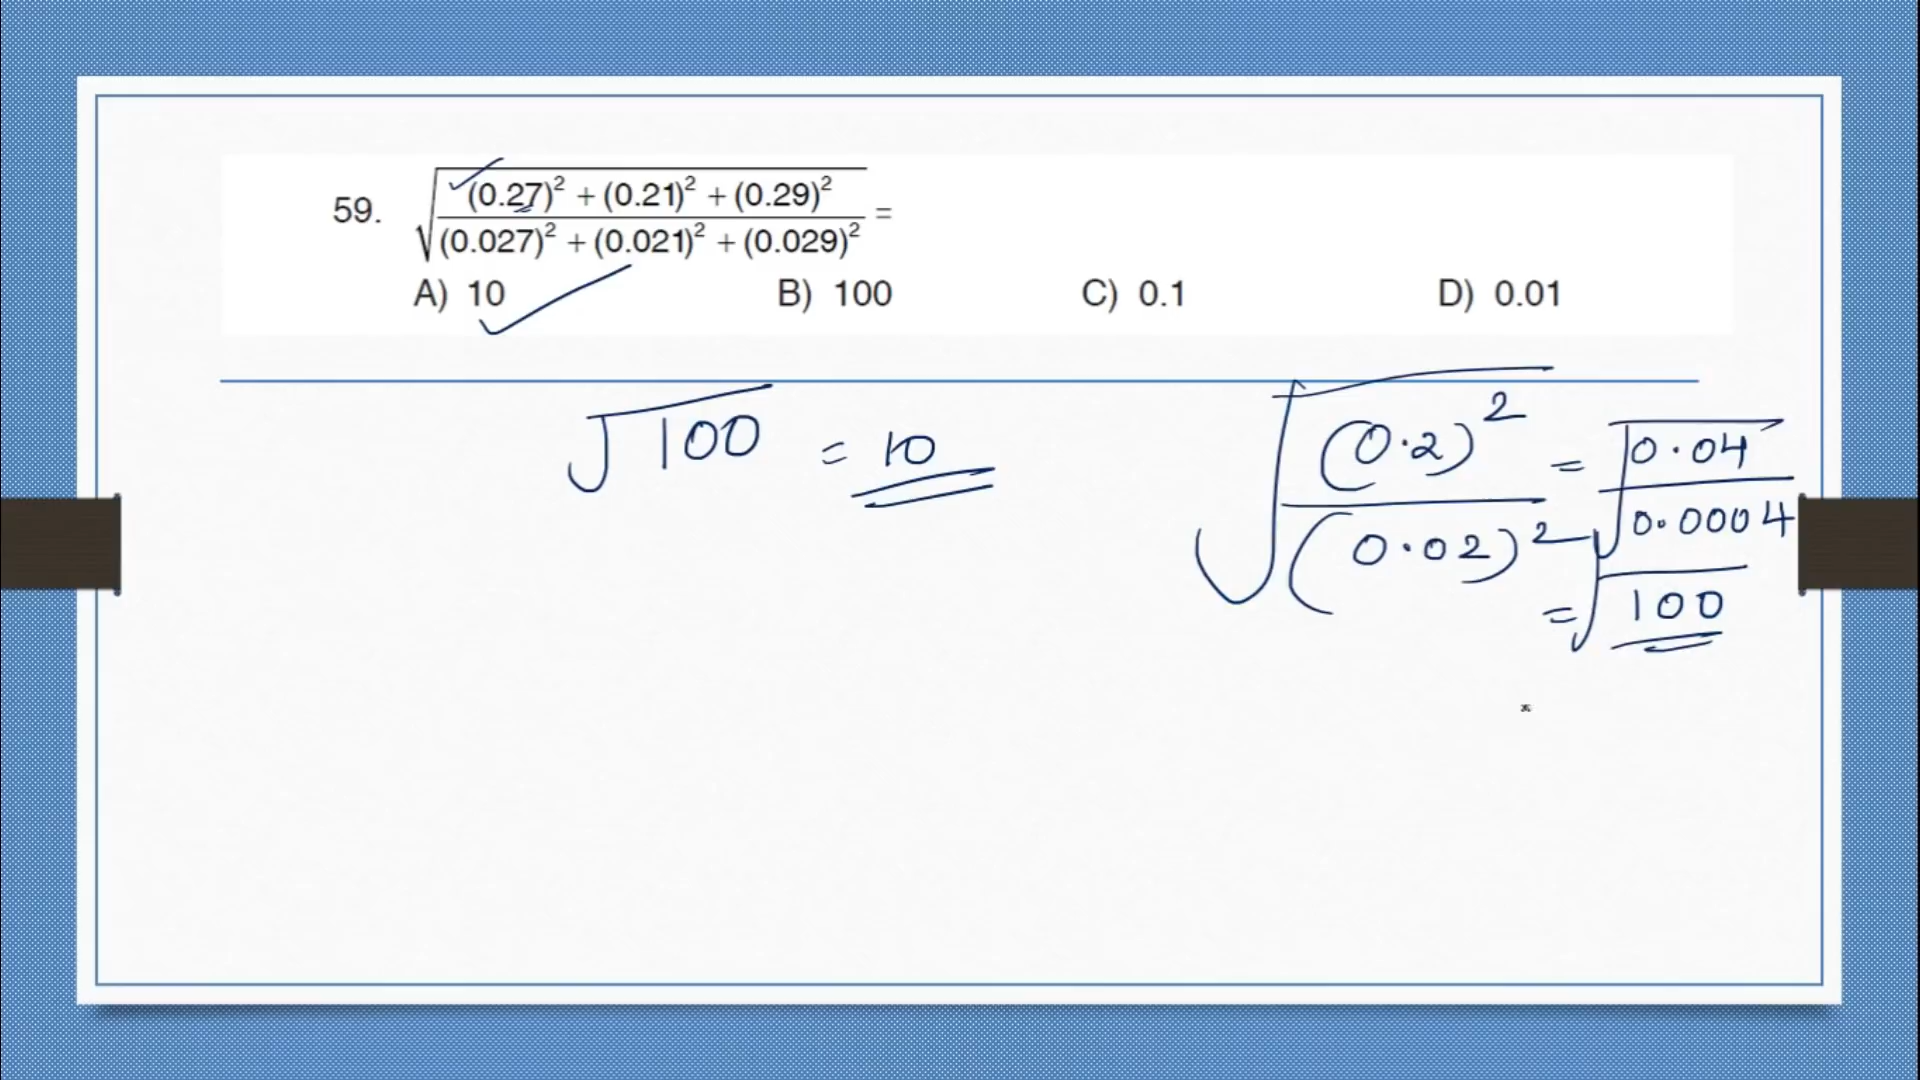 59. √((0.27)² + (0.21)² + (0.29)² / (0.027)² + (0.021)² + (0.029)²) =
A) 10 B) 100 C) 0.1 D) 0.01
√100 = 10
√((0.2)² / (0.02)²) = √(0.04 / 0.0004)
= √100